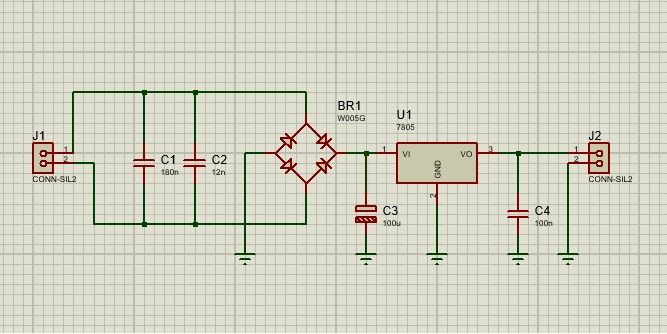 J1
1
2
CONN-SIL2
C1
180n
C2
12n
BR1
W005G
U1
7805
1
VI
VO
3
GND
2
C3
100u
C4
100n
J2
1
2
CONN-SIL2